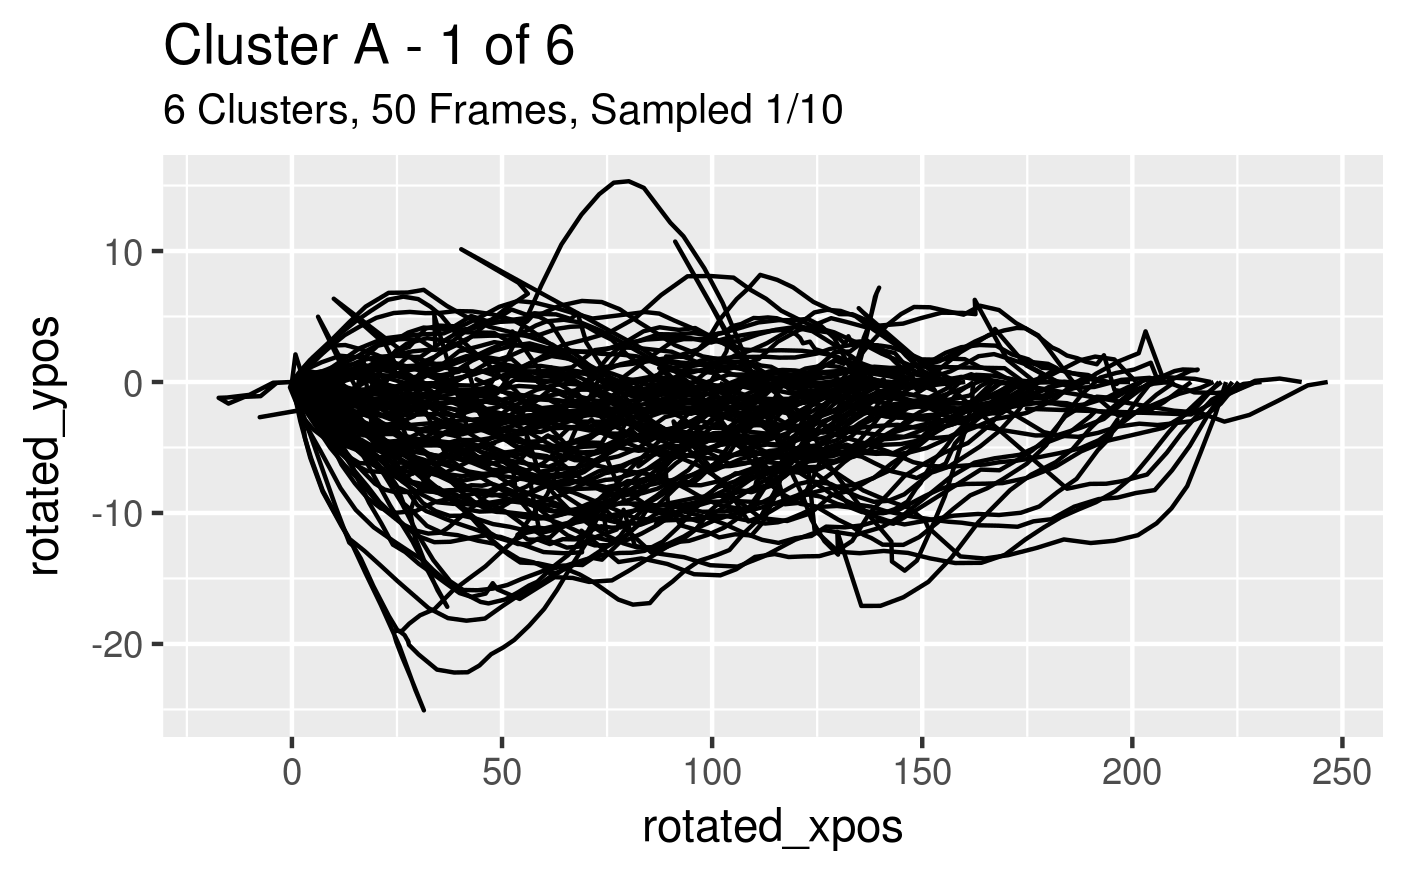 Cluster A - 1 of 6
6 Clusters, 50 Frames, Sampled 1/10
10
0
-10
-20
rotated_ypos
0 50 100 150 200 250
rotated_xpos